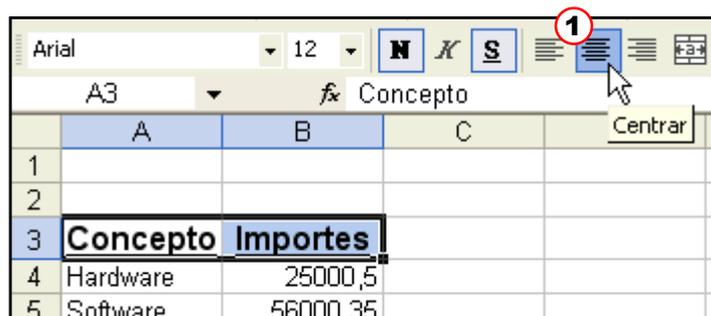 1
Arial 12 N K S
A3 fx Concepto
Centrar
A B C
1
2
3 Concepto Importes
4 Hardware 25000,5
5 Software 56000,35